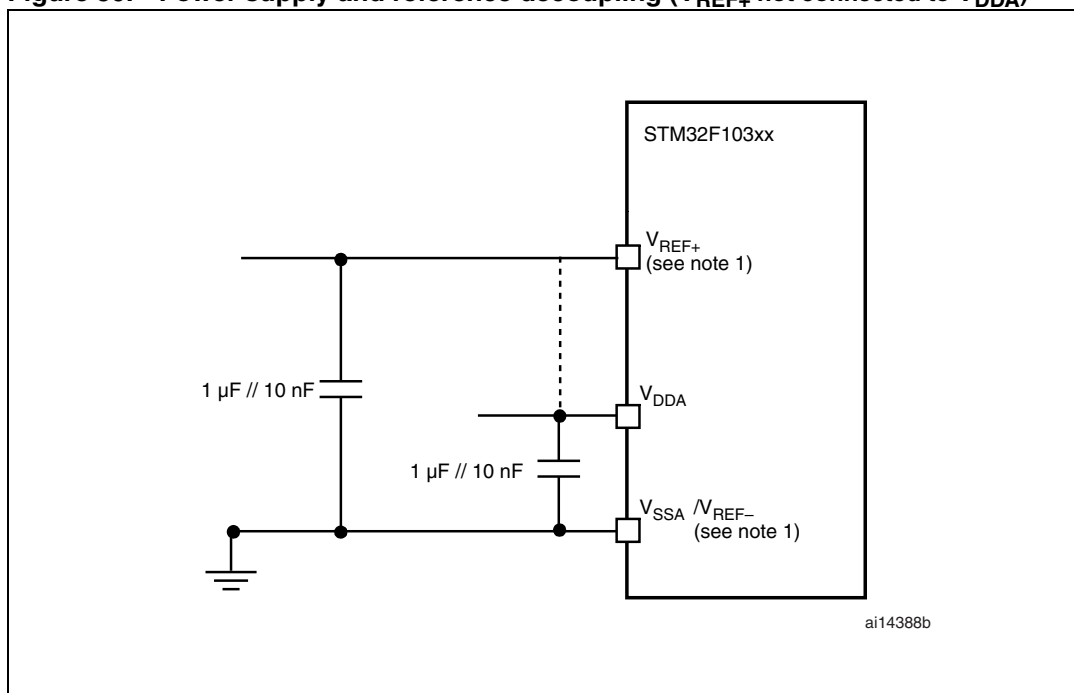 Figure Power supply and reference decoupling (VREF+ not connected to VDDA)
STM32F103xx
VREF+
(see note 1)
1 µF // 10 nF
VDDA
1 µF // 10 nF
VSSA /VREF–
(see note 1)
ai14388b